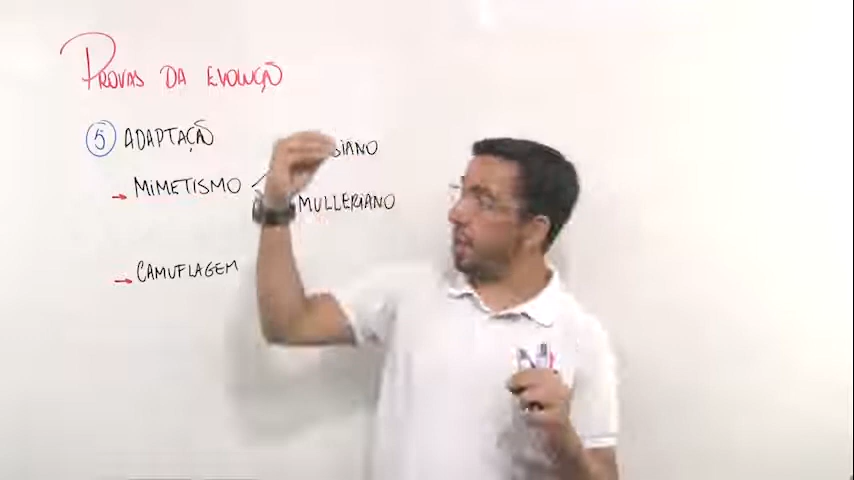 PROVAS DA EVOLUÇÃO
5 ADAPTAÇÃO
→ MIMETISMO
MULLERIANO
→ CAMUFLAGEM